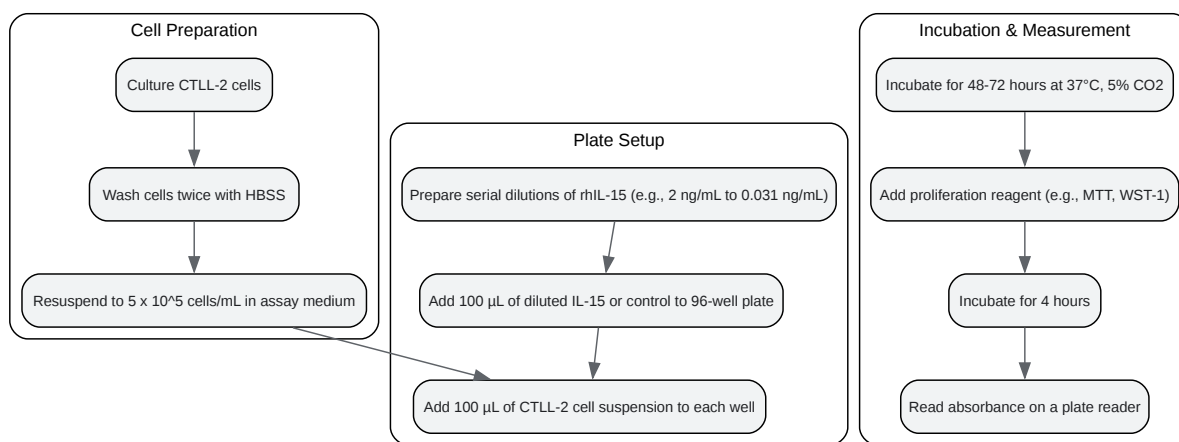 Cell Preparation
Culture CTLL-2 cells
Wash cells twice with HBSS
Resuspend to 5 x 10^5 cells/mL in assay medium
Plate Setup
Prepare serial dilutions of rhIL-15 (e.g., 2 ng/mL to 0.031 ng/mL)
Add 100 µL of diluted IL-15 or control to 96-well plate
Add 100 µL of CTLL-2 cell suspension to each well
Incubation & Measurement
Incubate for 48-72 hours at 37°C, 5% CO2
Add proliferation reagent (e.g., MTT, WST-1)
Incubate for 4 hours
Read absorbance on a plate reader